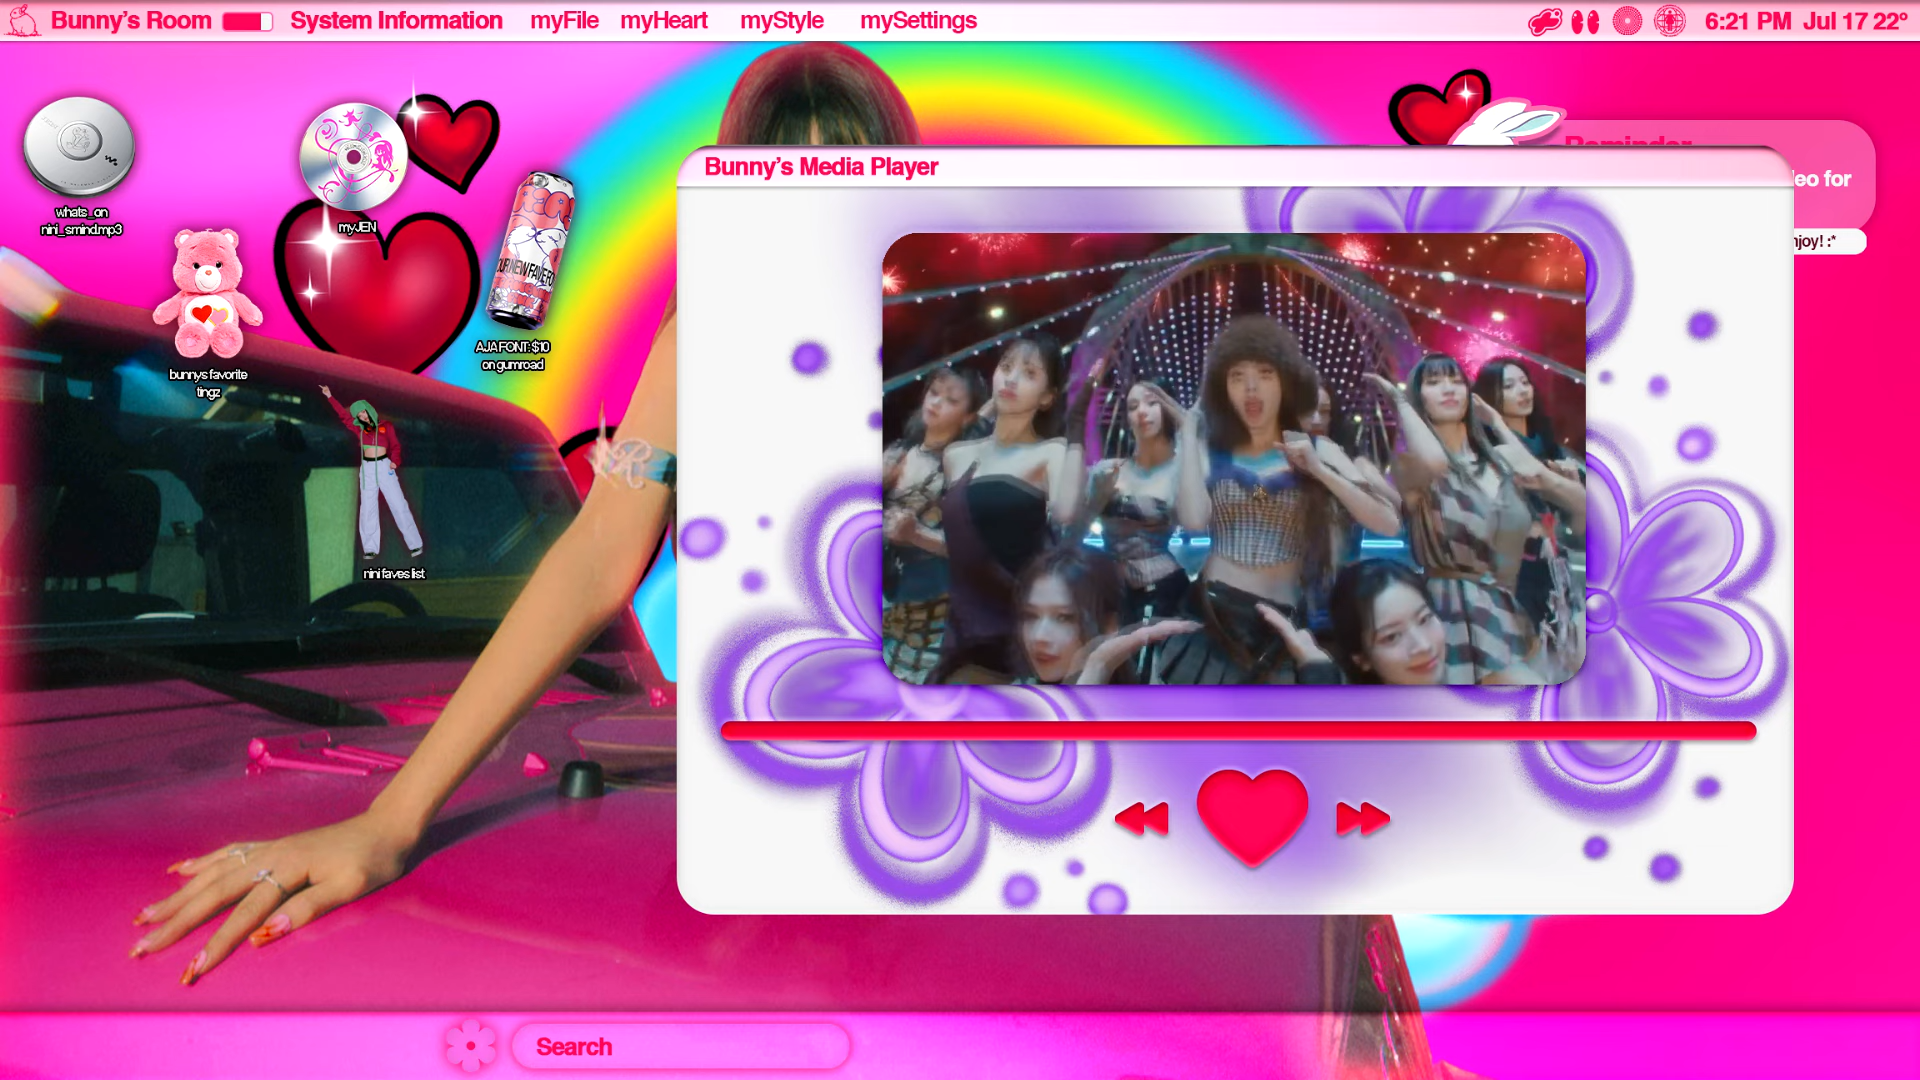 Bunny's Room
System Information
myFile
myHeart
myStyle
mySettings
6:21 PM Jul 17 22°
whats_on
nini_smind.mp3
myJEN
bunnys favorite
tingz
AJA FONT: $10
on gumroad
nini faves list
Reminder
for
njoy! :*
Bunny's Media Player
Search